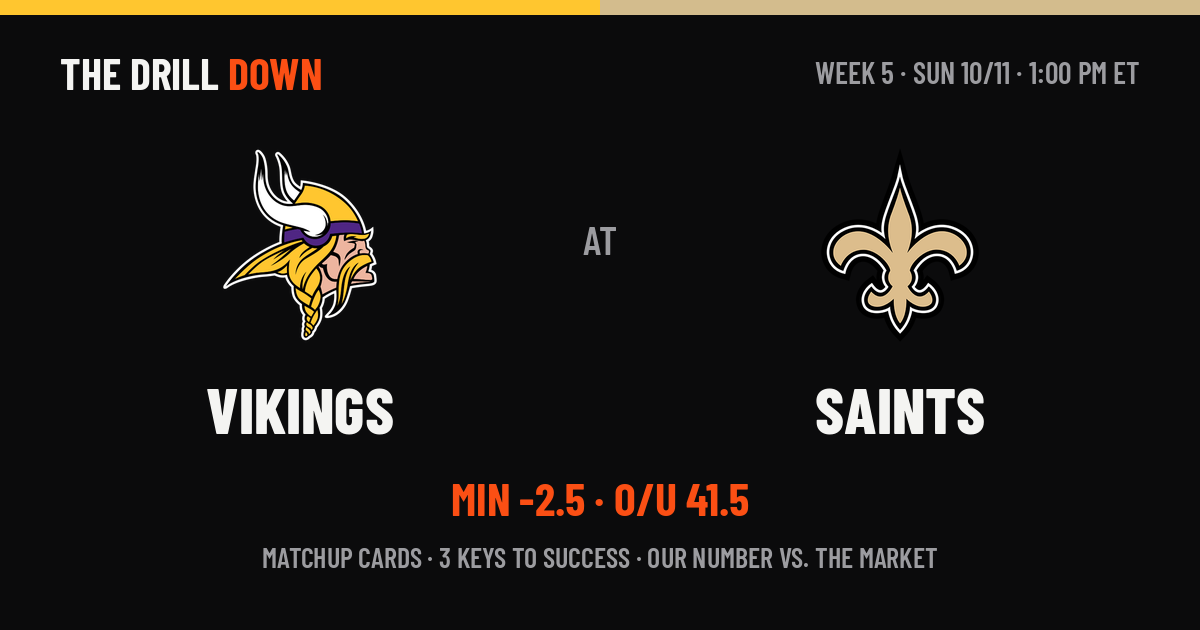 THE DRILL DOWN
WEEK 5 · SUN 10/11 · 1:00 PM ET
AT
VIKINGS
SAINTS
MIN -2.5 · O/U 41.5
MATCHUP CARDS · 3 KEYS TO SUCCESS · OUR NUMBER VS. THE MARKET